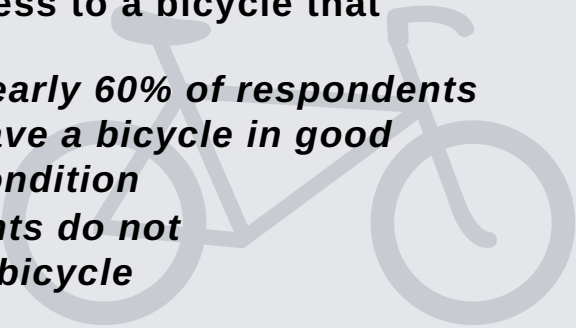 ess to a bicycle that
early 60% of respondents
ave a bicycle in good
ondition
nts do not
bicycle